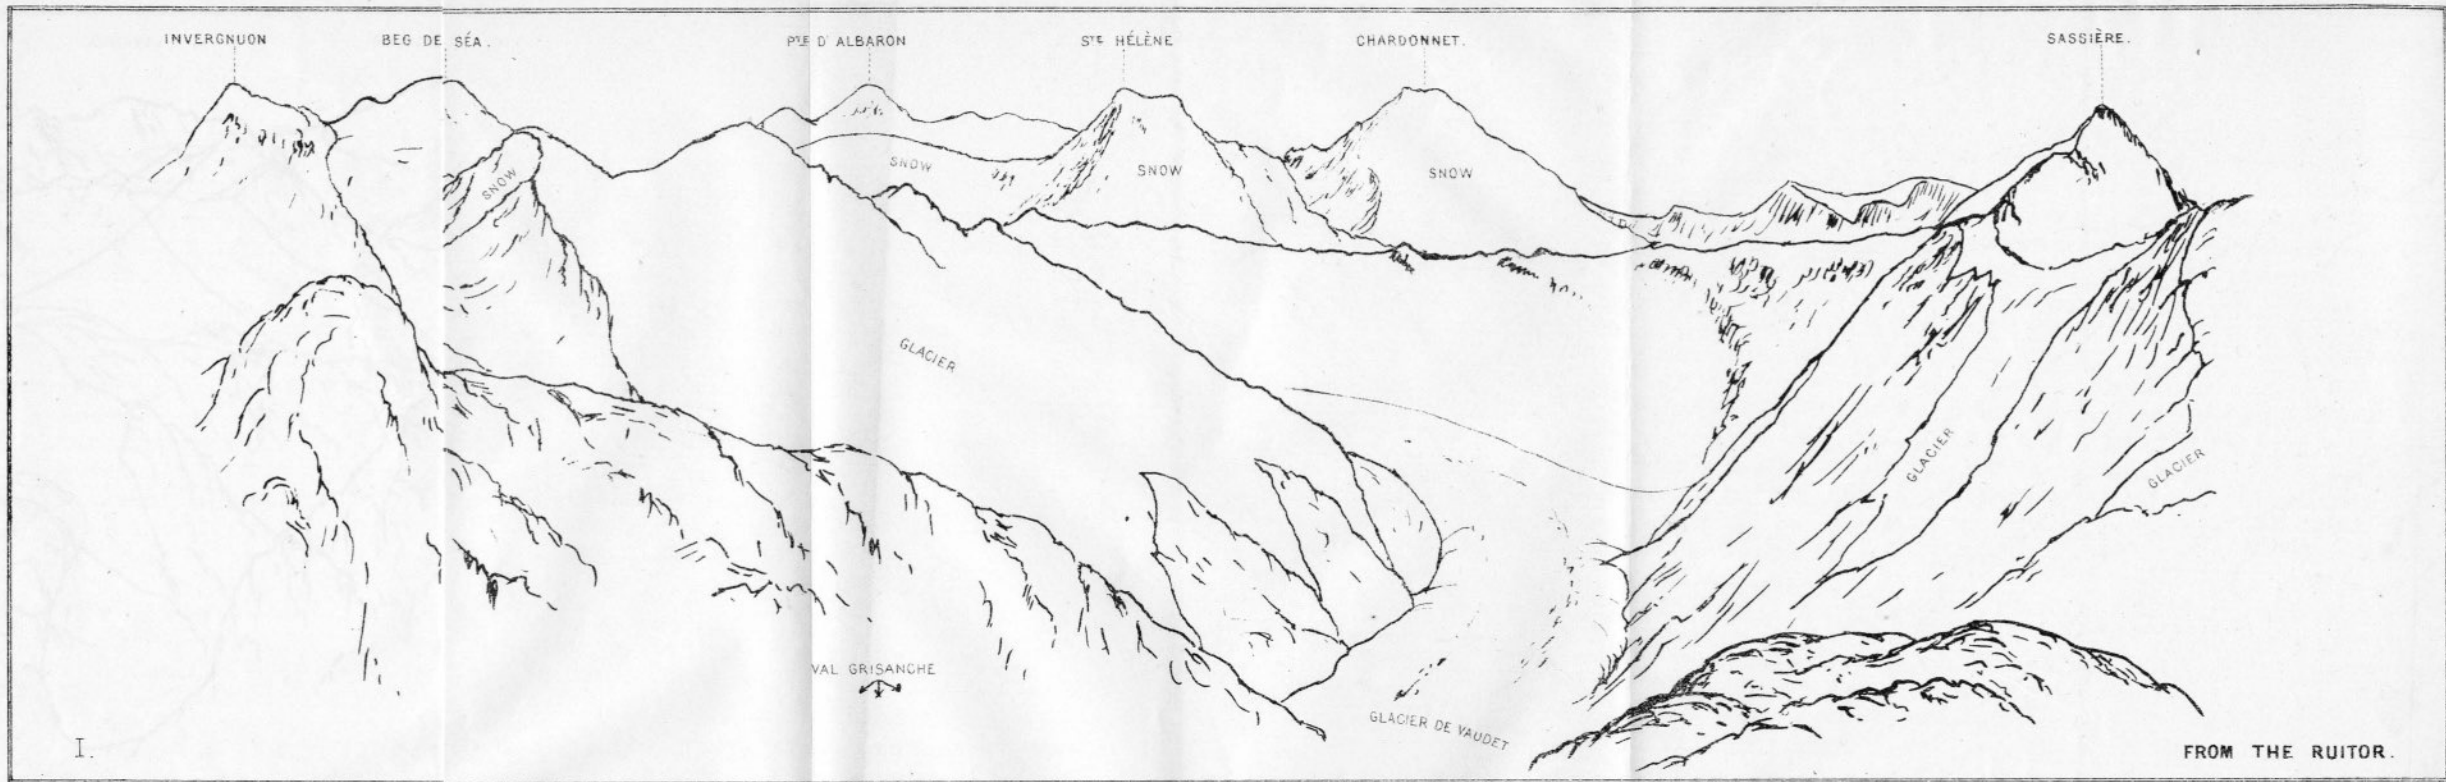 INVERGNUON
BEG DE SÉA.
PTE D'ALBARON
STE HÉLÈNE
CHARDONNET.
SASSIÈRE.
SNOW
SNOW
SNOW
SNOW
GLACIER
GLACIER
GLACIER
VAL GRISANCHE
GLACIER DE VAUDET
I.
FROM THE RUITOR.